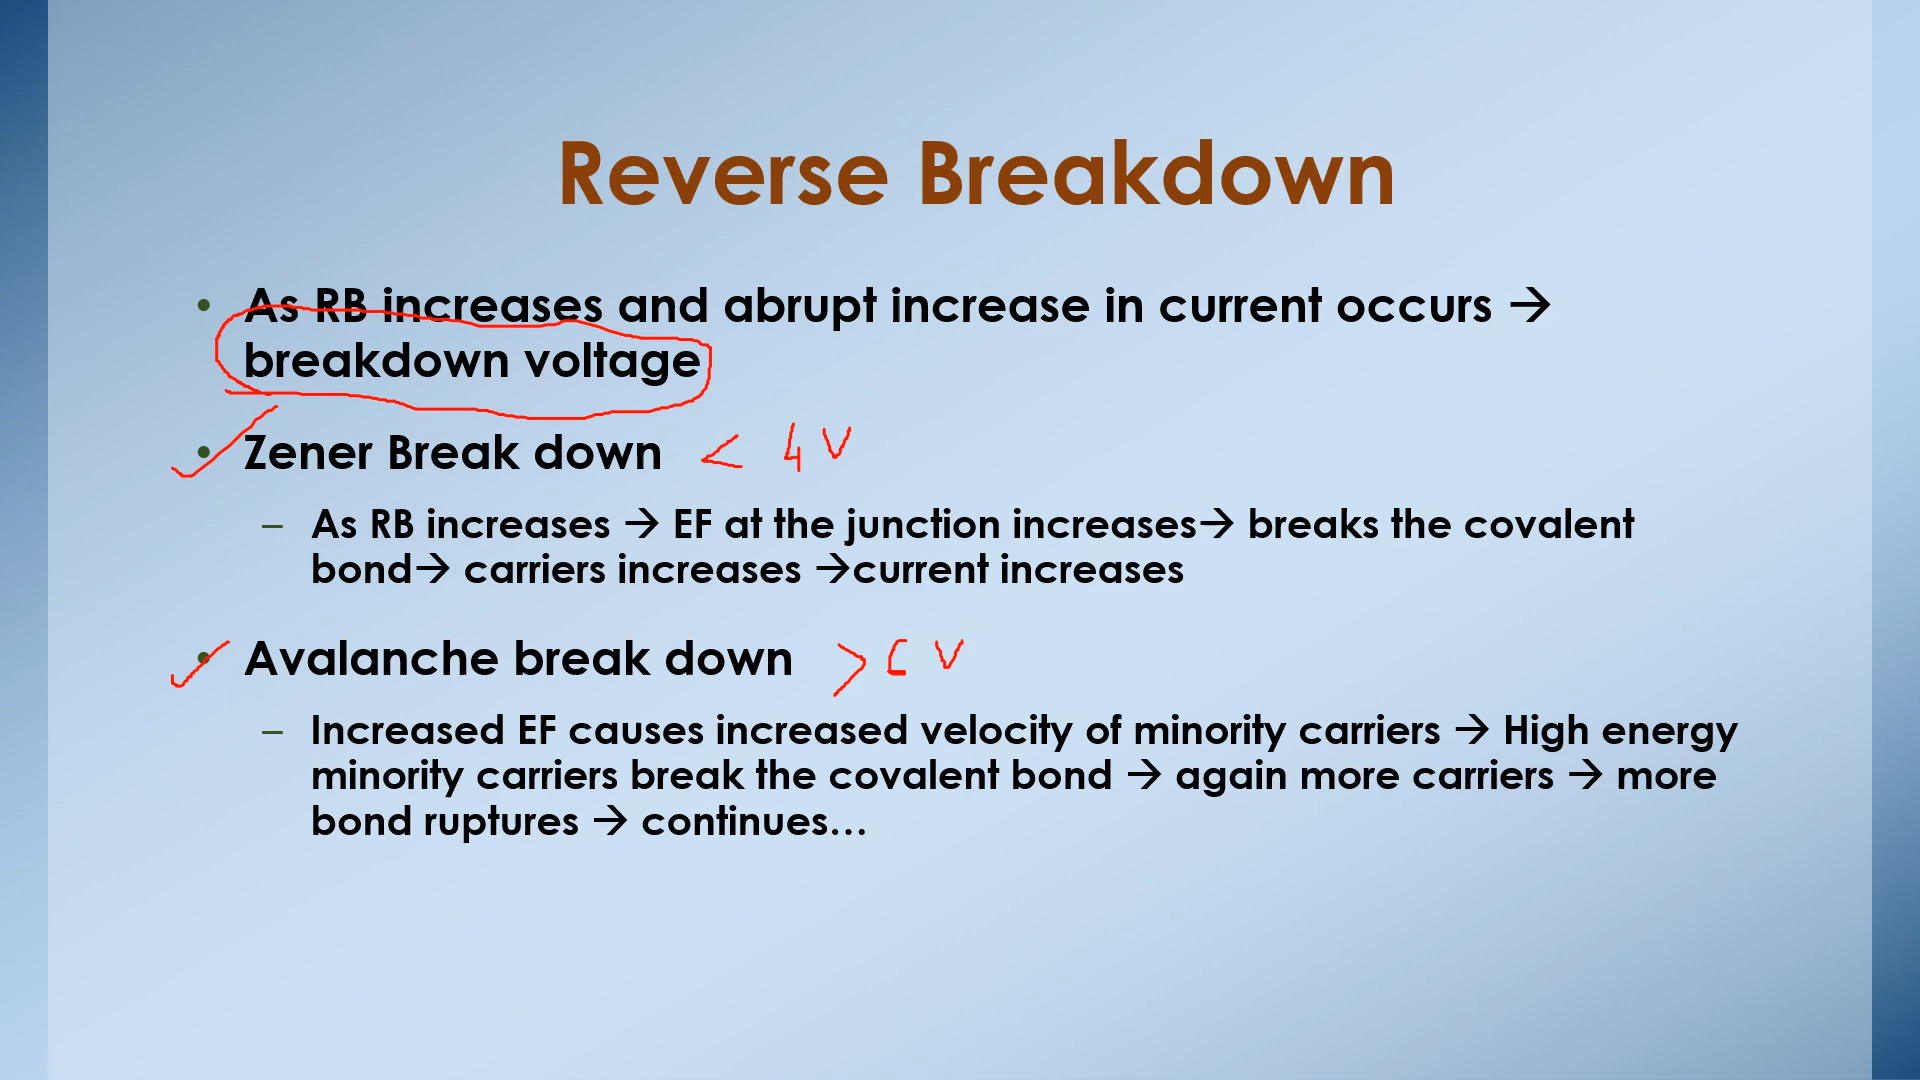 Reverse Breakdown
• As RB increases and abrupt increase in current occurs →
breakdown voltage
• Zener Break down < 4 V
– As RB increases → EF at the junction increases→ breaks the covalent
bond→ carriers increases →current increases
• Avalanche break down > V
– Increased EF causes increased velocity of minority carriers → High energy
minority carriers break the covalent bond → again more carriers → more
bond ruptures → continues…